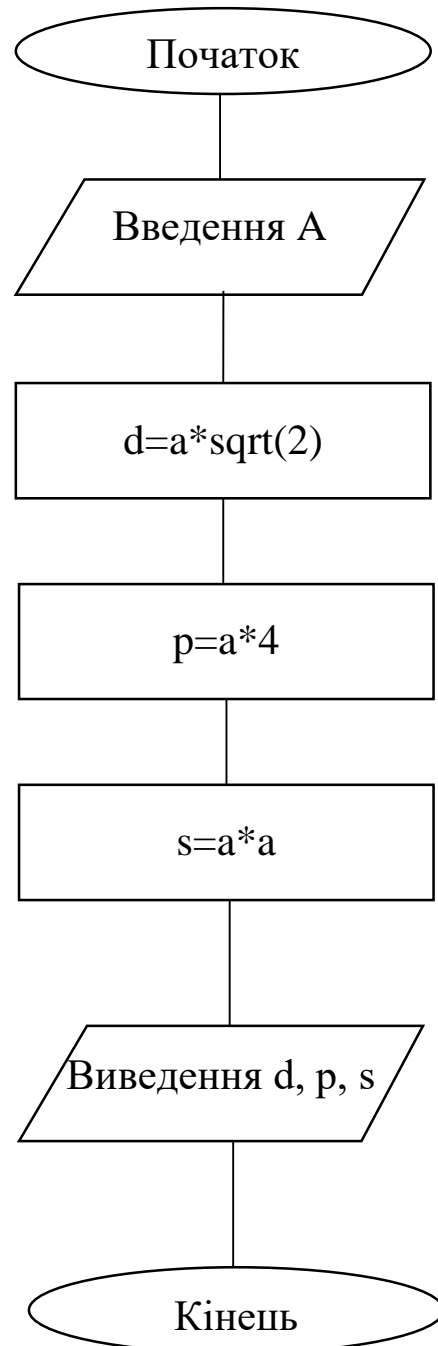 Початок
Введення А
d=a*sqrt(2)
p=a*4
s=a*a
Виведення d, p, s
Кінець